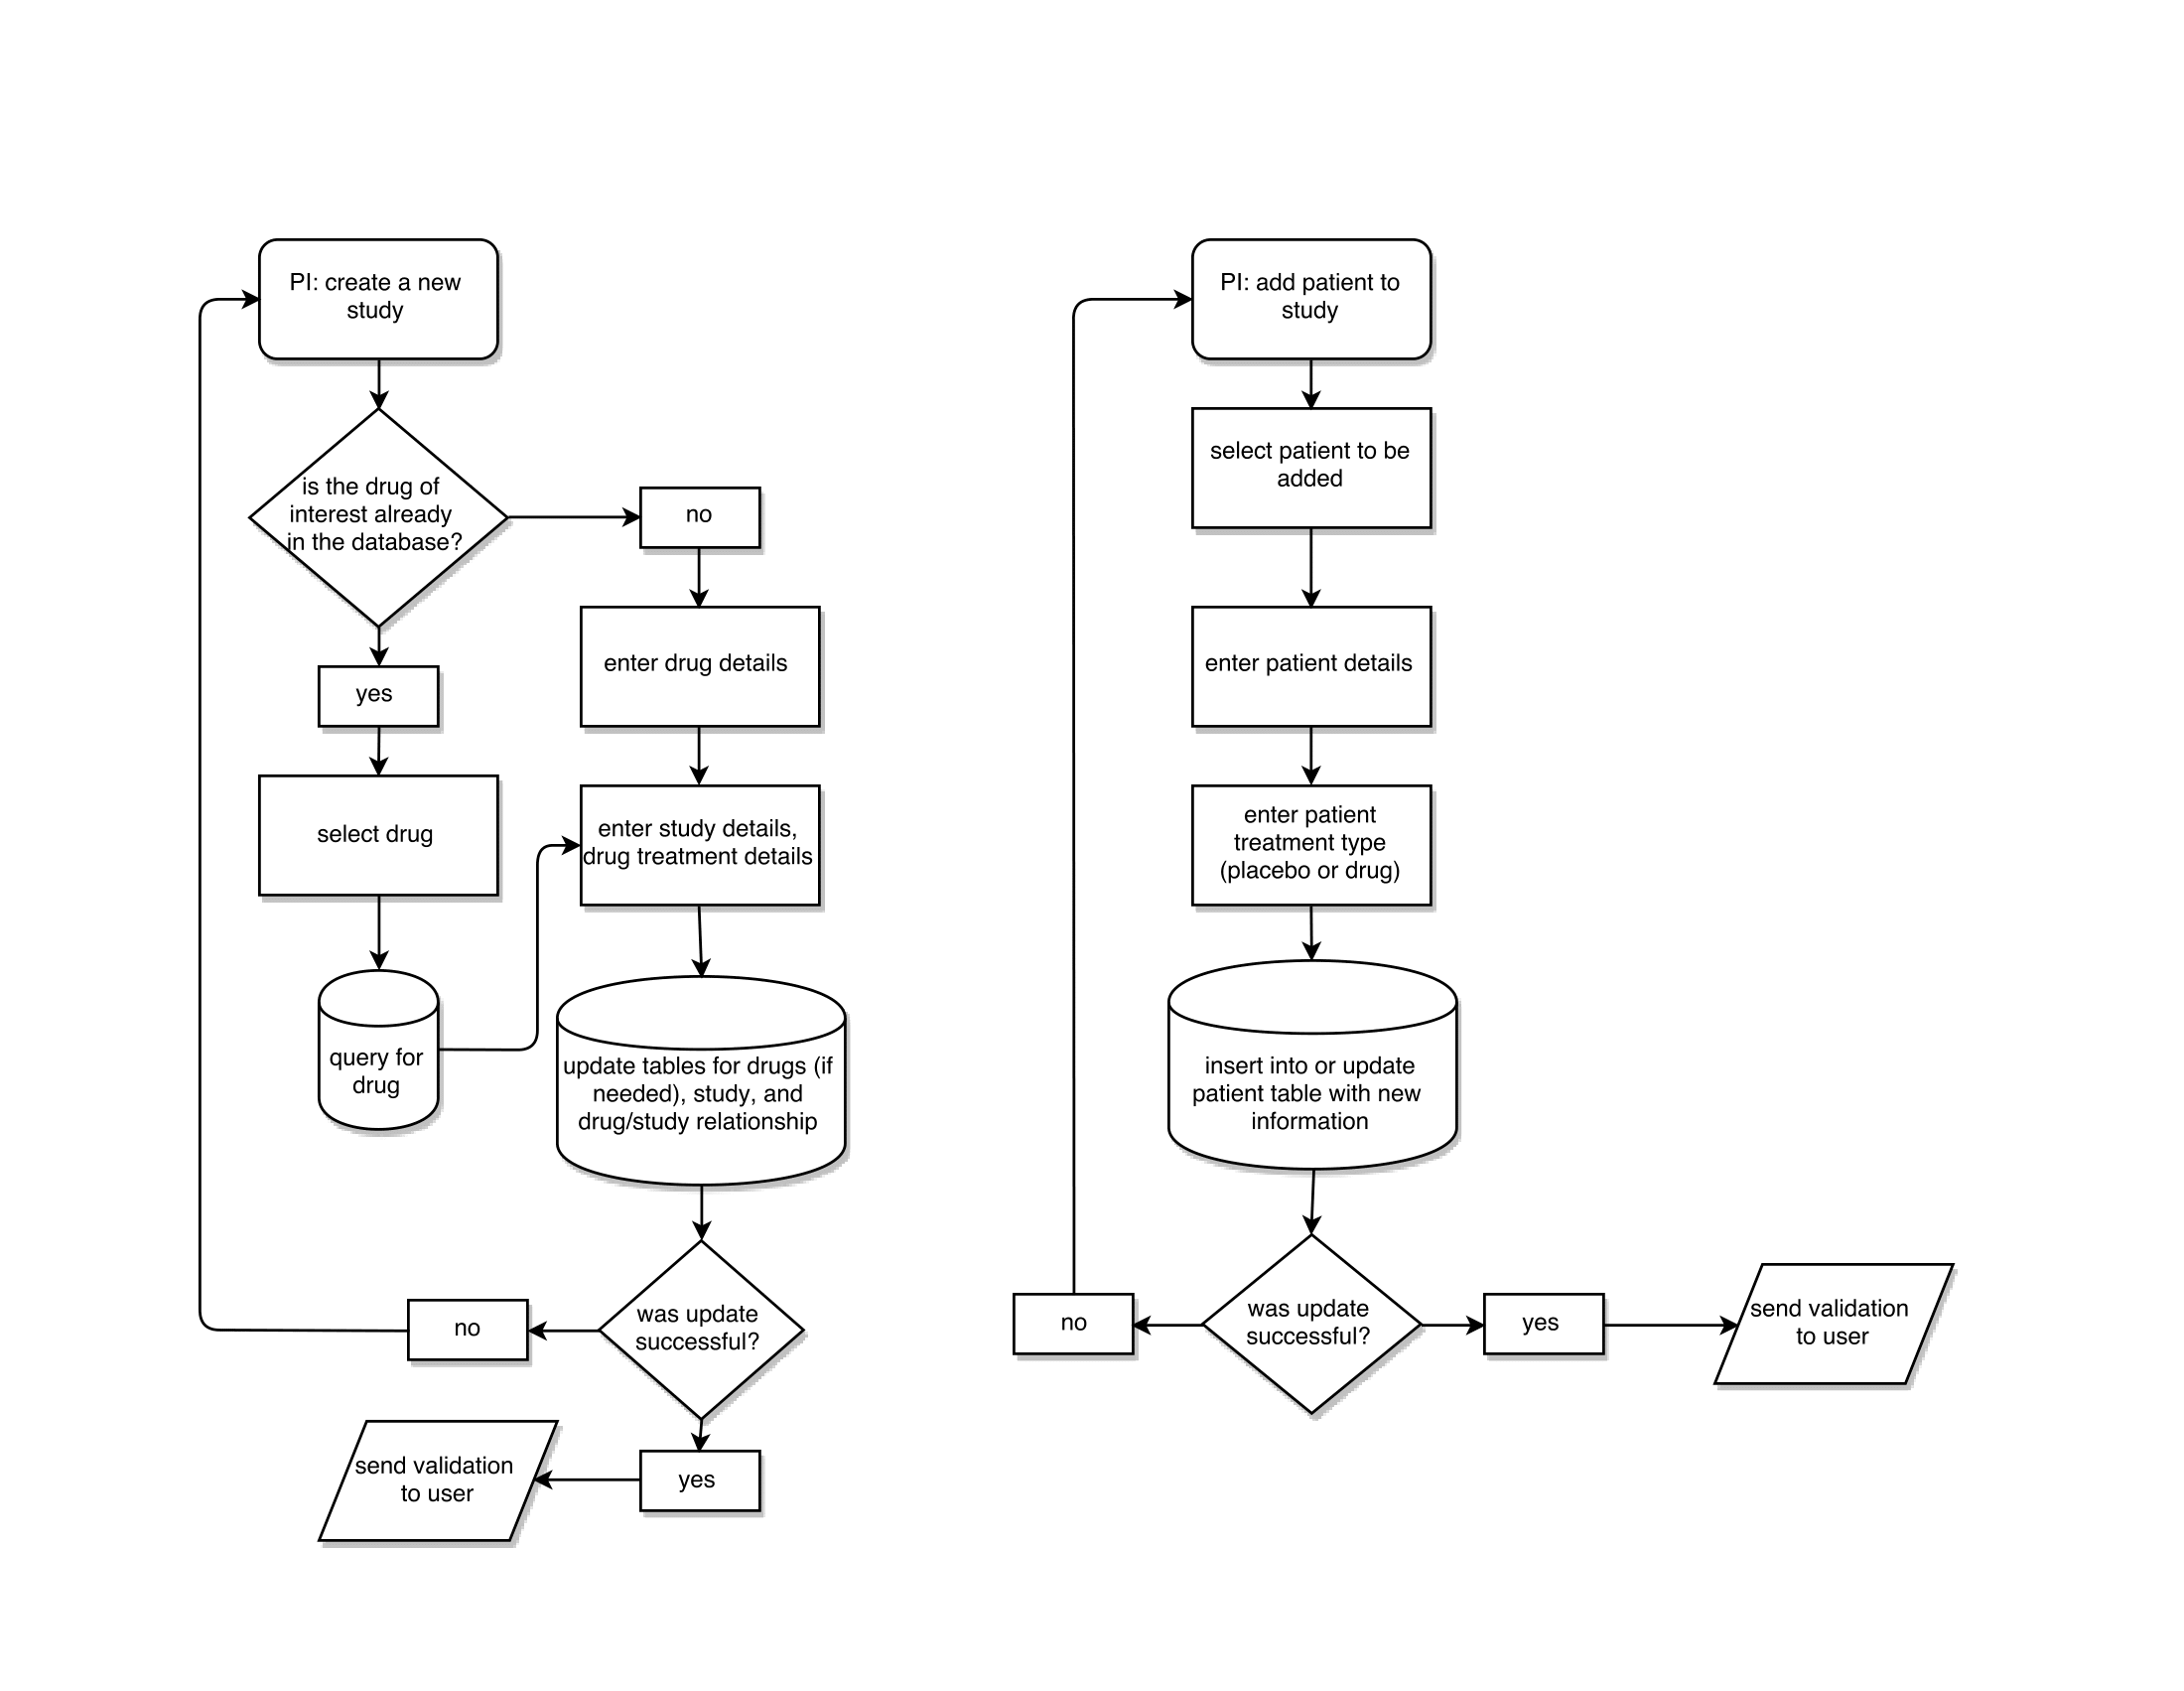 PI: create a new
study
is the drug of
interest already
in the database?
no
yes
enter drug details
select drug
enter study details,
drug treatment details
query for
drug
update tables for drugs (if
needed), study, and
drug/study relationship
was update
successful?
no
yes
send validation
to user
PI: add patient to
study
select patient to be
added
enter patient details
enter patient
treatment type
(placebo or drug)
insert into or update
patient table with new
information
was update
successful?
no
yes
send validation
to user